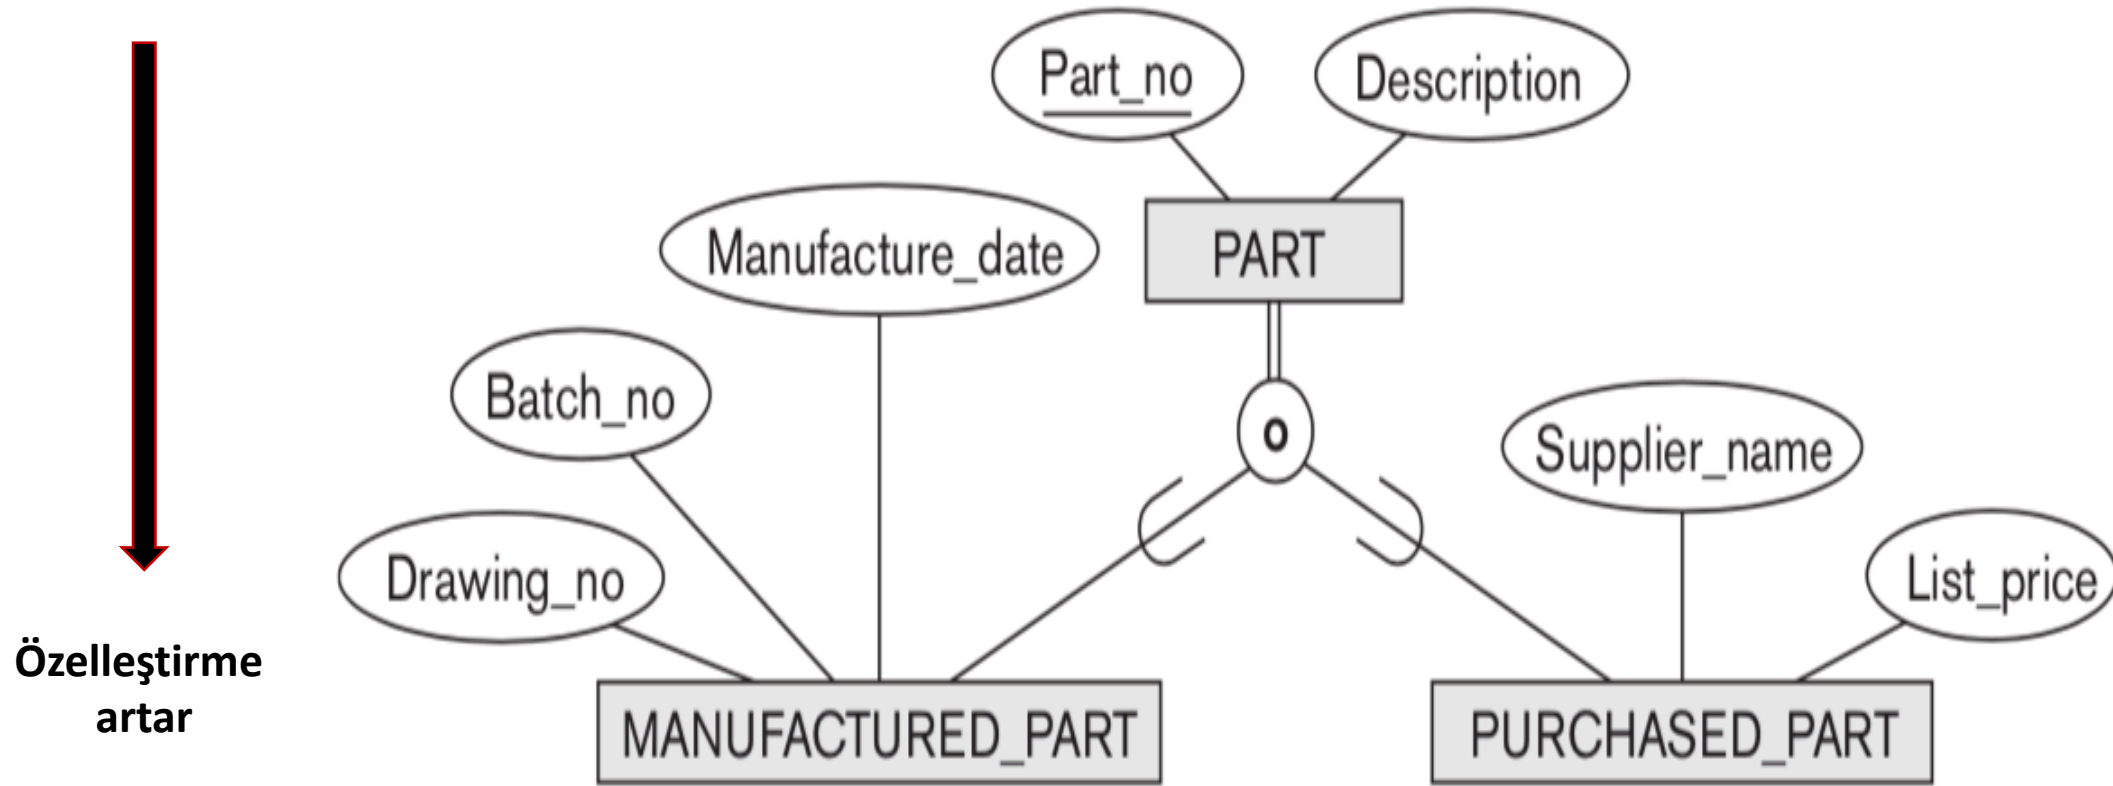 Part_no
Description
Manufacture_date
PART
Batch_no
o
Supplier_name
Drawing_no
List_price
Özelleştirme
artar
MANUFACTURED_PART
PURCHASED_PART